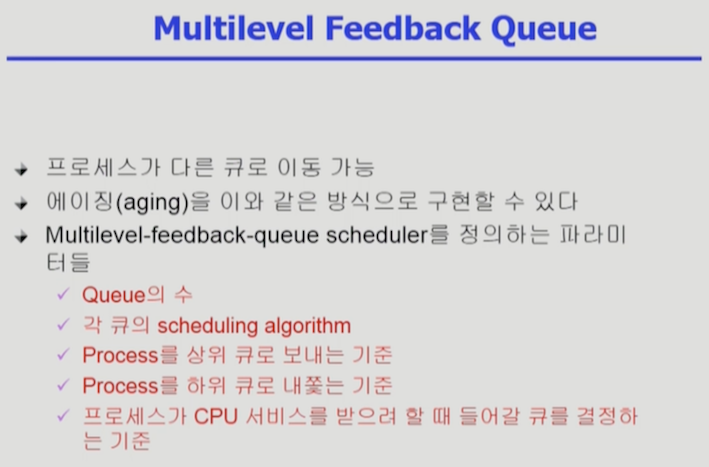 Multilevel Feedback Queue
프로세스가 다른 큐로 이동 가능
에이징(aging)을 이와 같은 방식으로 구현할 수 있다
Multilevel-feedback-queue scheduler를 정의하는 파라미
터들
Queue의 수
각 큐의 scheduling algorithm
Process를 상위 큐로 보내는 기준
Process를 하위 큐로 내쫓는 기준
프로세스가 CPU 서비스를 받으려 할 때 들어갈 큐를 결정하
는 기준